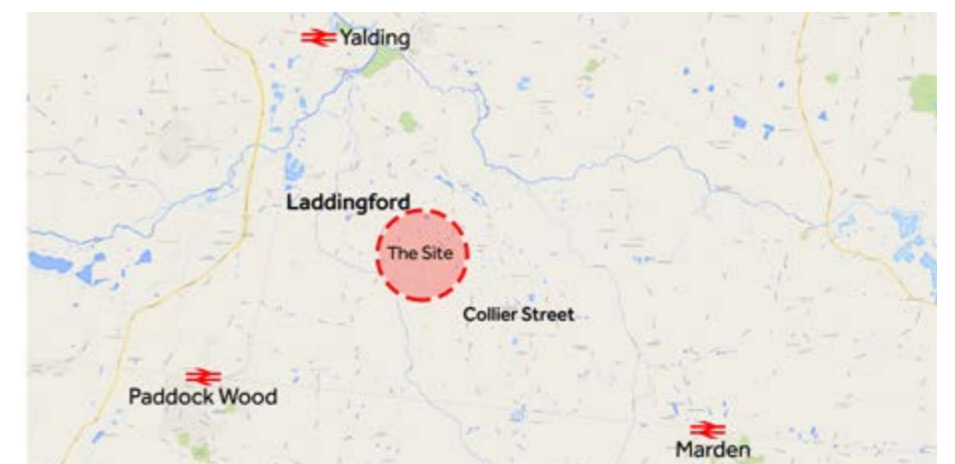 Yalding
Laddingford
The Site
Collier Street
Paddock Wood
Marden